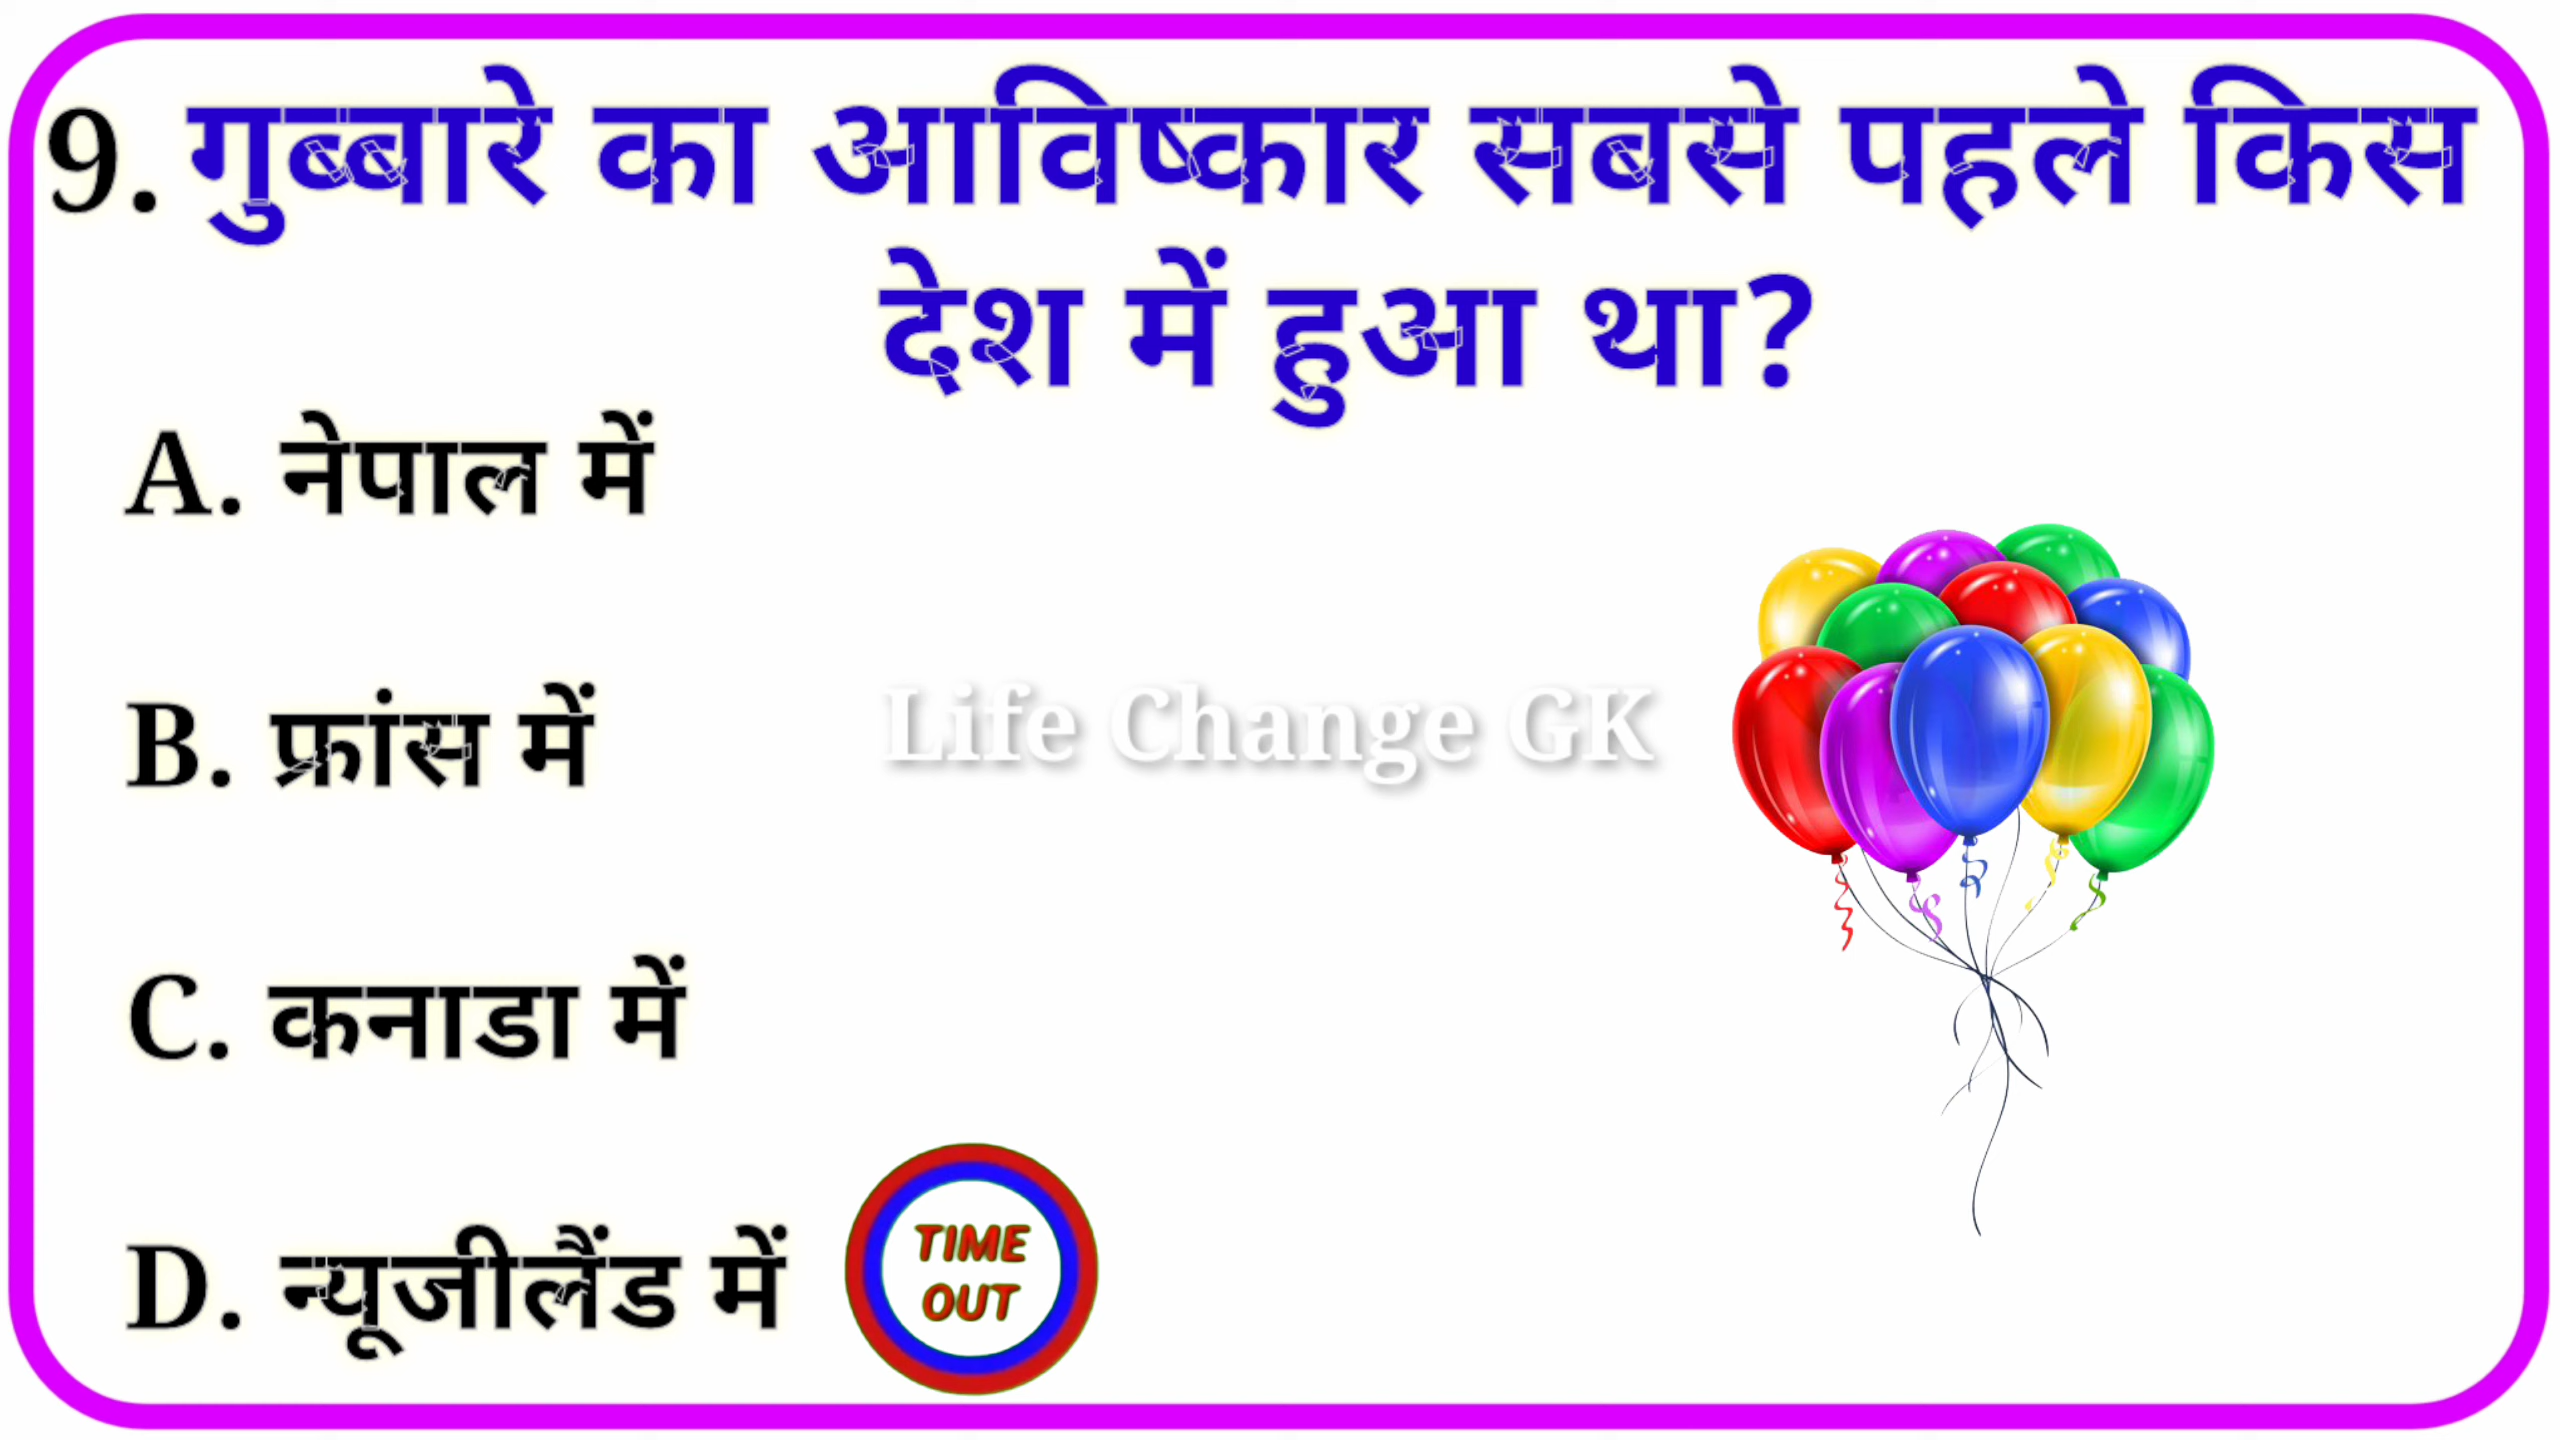 9. गुब्बारे का आविष्कार सबसे पहले किस
देश में हुआ था?
A. नेपाल में
B. फ्रांस में
Life Change GK
C. कनाडा में
D. न्यूजीलैंड में
TIME
OUT